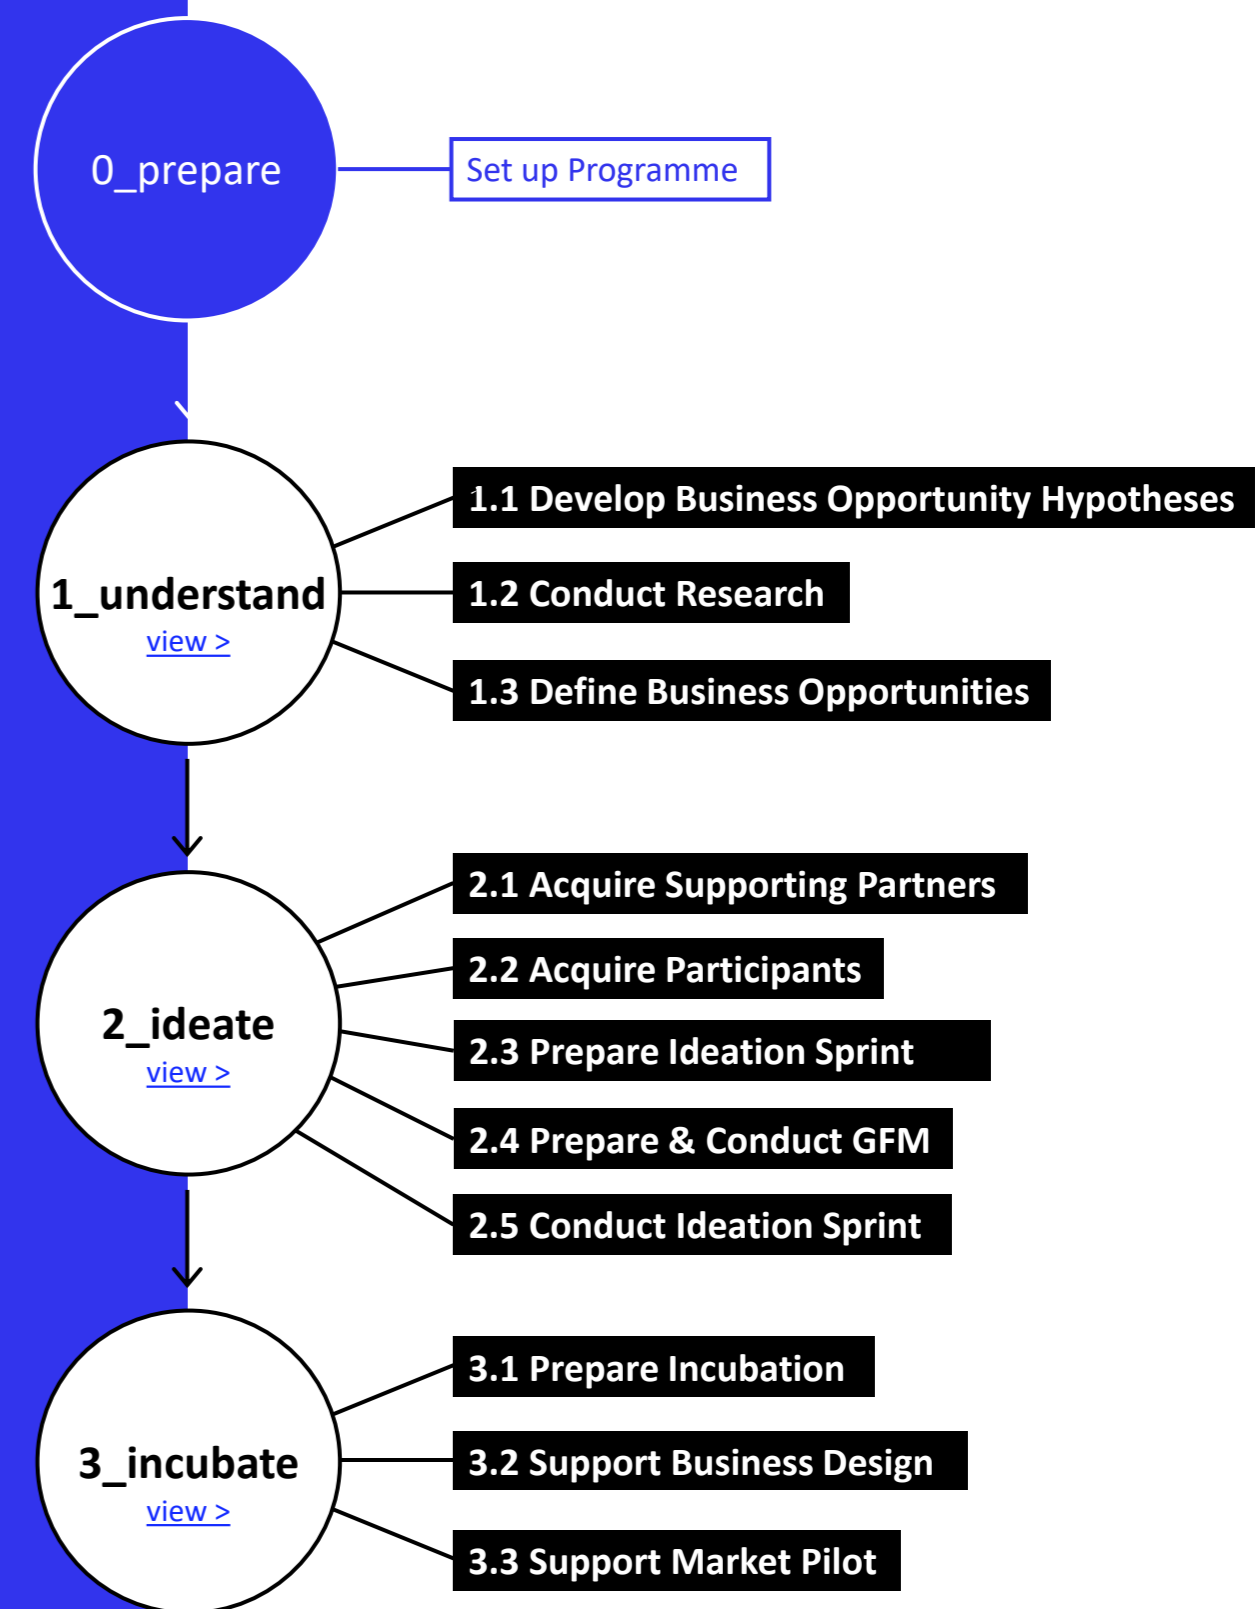 0_prepare
Set up Programme
1_understand
view >
1.1 Develop Business Opportunity Hypotheses
1.2 Conduct Research
1.3 Define Business Opportunities
2_ideate
view >
2.1 Acquire Supporting Partners
2.2 Acquire Participants
2.3 Prepare Ideation Sprint
2.4 Prepare & Conduct GFM
2.5 Conduct Ideation Sprint
3_incubate
view >
3.1 Prepare Incubation
3.2 Support Business Design
3.3 Support Market Pilot